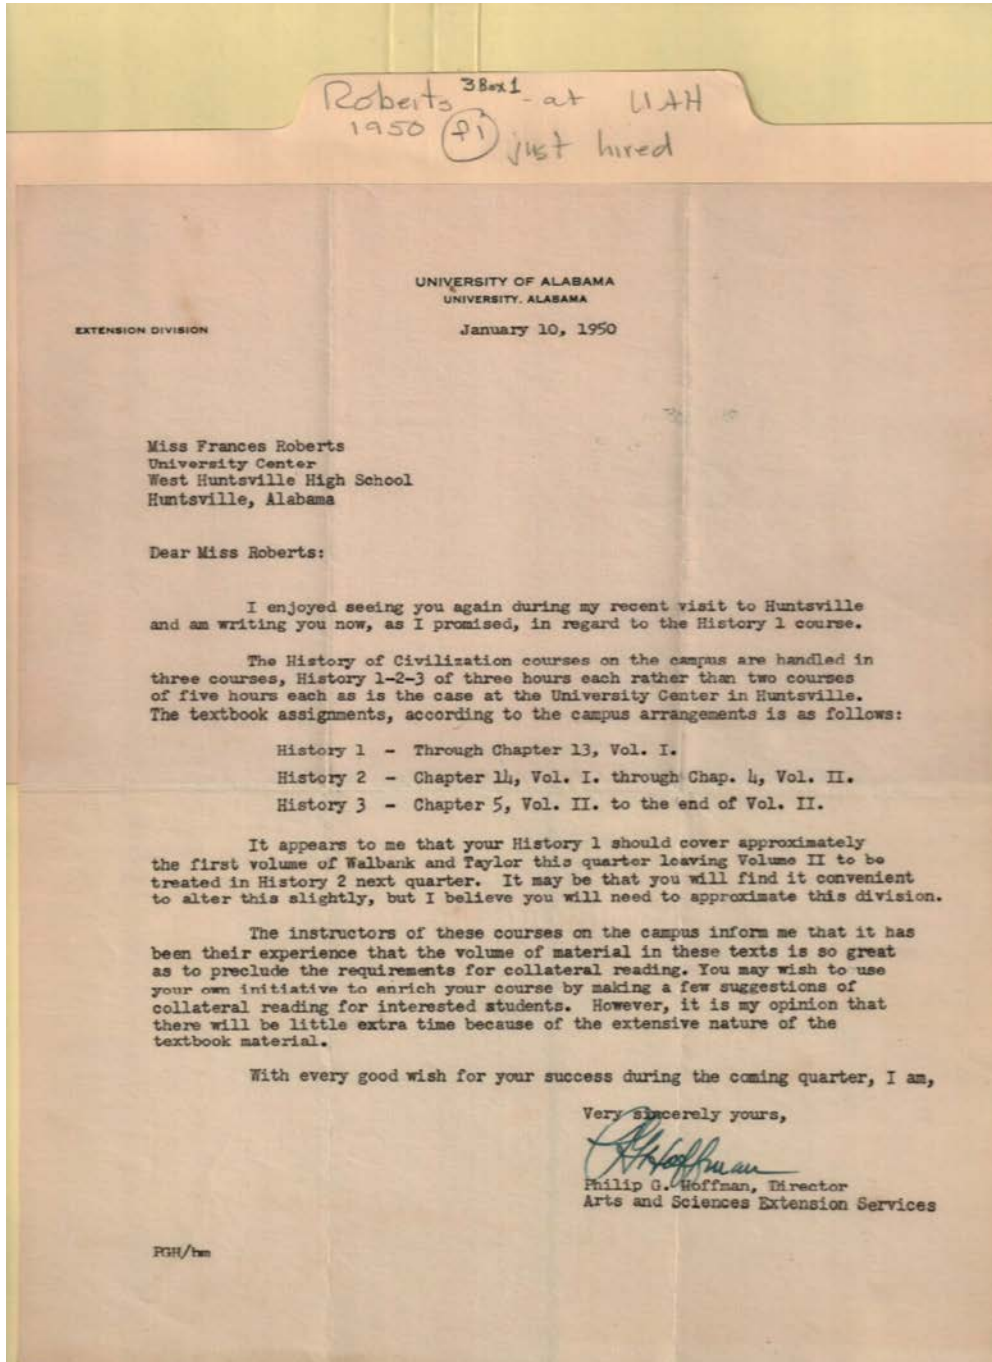 3 Box 1
Roberts - at UAH
1950 just hired
UNIVERSITY OF ALABAMA
UNIVERSITY, ALABAMA
EXTENSION DIVISION
January 10, 1950
Miss Frances Roberts
University Center
West Huntsville High School
Huntsville, Alabama
Dear Miss Roberts:
I enjoyed seeing you again during my recent visit to Huntsville
and am writing you now, as I promised, in regard to the History 1 course.
The History of Civilization courses on the campus are handled in
three courses, History 1-2-3 of three hours each rather than two courses
of five hours each as is the case at the University Center in Huntsville.
The textbook assignments, according to the campus arrangements is as follows:
History 1 - Through Chapter 13, Vol. I.
History 2 - Chapter 14, Vol. I. through Chap. 4, Vol. II.
History 3 - Chapter 5, Vol. II. to the end of Vol. II.
It appears to me that your History 1 should cover approximately
the first volume of Walbank and Taylor this quarter leaving Volume II to be
treated in History 2 next quarter. It may be that you will find it convenient
to alter this slightly, but I believe you will need to approximate this division.
The instructors of these courses on the campus inform me that it has
been their experience that the volume of material in these texts is so great
as to preclude the requirements for collateral reading. You may wish to use
your own initiative to enrich your course by making a few suggestions of
collateral reading for interested students. However, it is my opinion that
there will be little extra time because of the extensive nature of the
textbook material.
With every good wish for your success during the coming quarter, I am,
Very sincerely yours,
PGHoffman
Philip G. Hoffman, Director
Arts and Sciences Extension Services
PGH/